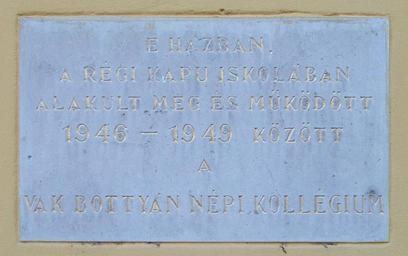 E HÁZBAN,
A RÉGI KAPU ISKOLÁBAN
ALAKULT MEG ÉS MŰKÖDÖTT
1946 – 1949 KÖZÖTT
A
VAK BOTTYÁN NÉPI KOLLÉGIUM